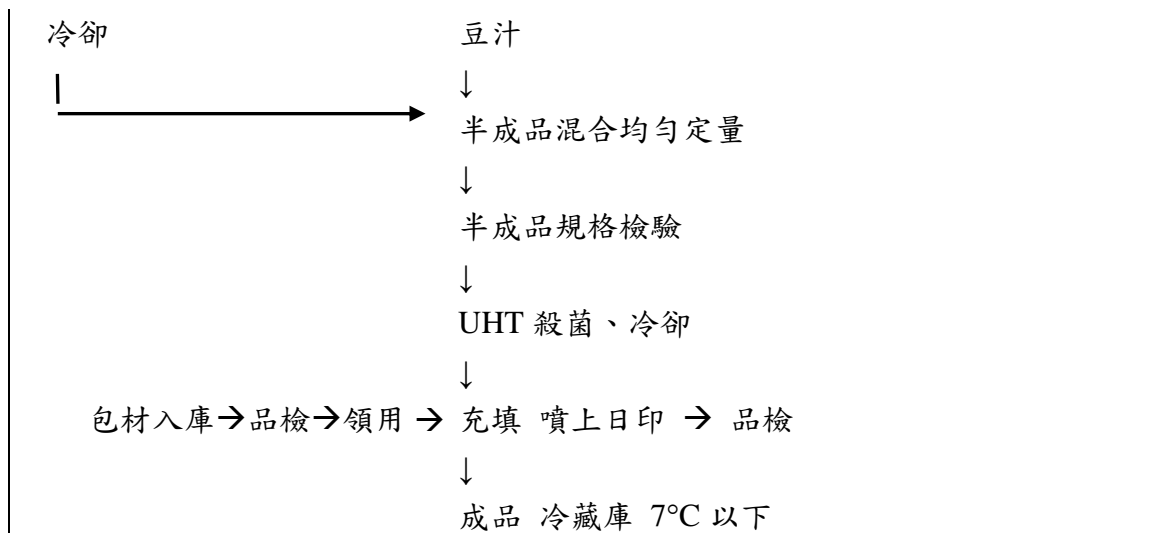 冷卻 豆汁
↓
半成品混合均勻定量
↓
半成品規格檢驗
↓
UHT 殺菌、冷卻
↓
包材入庫→品檢→領用 → 充填 噴上日印 → 品檢
↓
成品 冷藏庫 7°C 以下